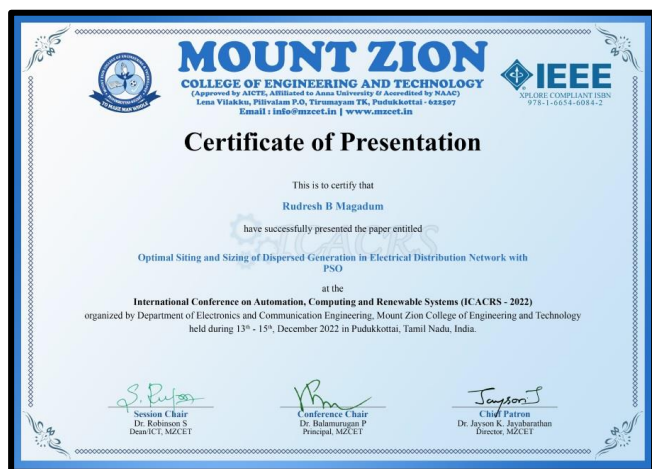 MOUNT ZION
COLLEGE OF ENGINEERING AND TECHNOLOGY
(Approved by AICTE, Affiliated to Anna University & Accredited by NAAC)
Lena Vilakku, Pilivalam P.O, Tirumayam TK, Pudukkottai - 622507
Email : info@mzcet.in | www.mzcet.in
TO MAKE MAN WHOLE
IEEE
XPLORE COMPLIANT ISBN
978-1-6654-6084-2
Certificate of Presentation
This is to certify that
Rudresh B Magadum
have successfully presented the paper entitled
ICACRS
Optimal Siting and Sizing of Dispersed Generation in Electrical Distribution Network with
PSO
at the
International Conference on Automation, Computing and Renewable Systems (ICACRS - 2022)
organized by Department of Electronics and Communication Engineering, Mount Zion College of Engineering and Technology
held during 13th - 15th, December 2022 in Pudukkottai, Tamil Nadu, India.
Session Chair
Dr. Robinson S
Dean/ICT, MZCET
Conference Chair
Dr. Balamurugan P
Principal, MZCET
Jayson J
Chief Patron
Dr. Jayson K. Jayabarathan
Director, MZCET